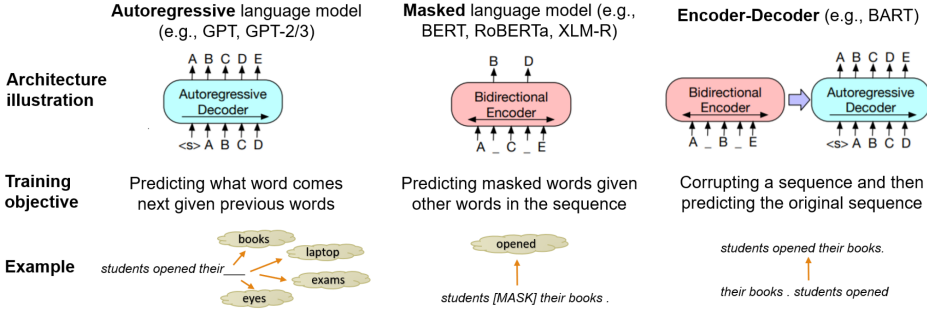 Autoregressive language model
(e.g., GPT, GPT-2/3)
Masked language model (e.g.,
BERT, RoBERTa, XLM-R)
Encoder-Decoder (e.g., BART)
Architecture
illustration
A B C D E
Autoregressive
Decoder
<s> A B C D
B D
Bidirectional
Encoder
A _ C _ E
Bidirectional
Encoder
A _ B _ E
A B C D E
Autoregressive
Decoder
<s> A B C D
Training
objective
Predicting what word comes
next given previous words
Predicting masked words given
other words in the sequence
Corrupting a sequence and then
predicting the original sequence
Example
students opened their___
books
laptop
exams
eyes
opened
students [MASK] their books .
students opened their books.
their books . students opened